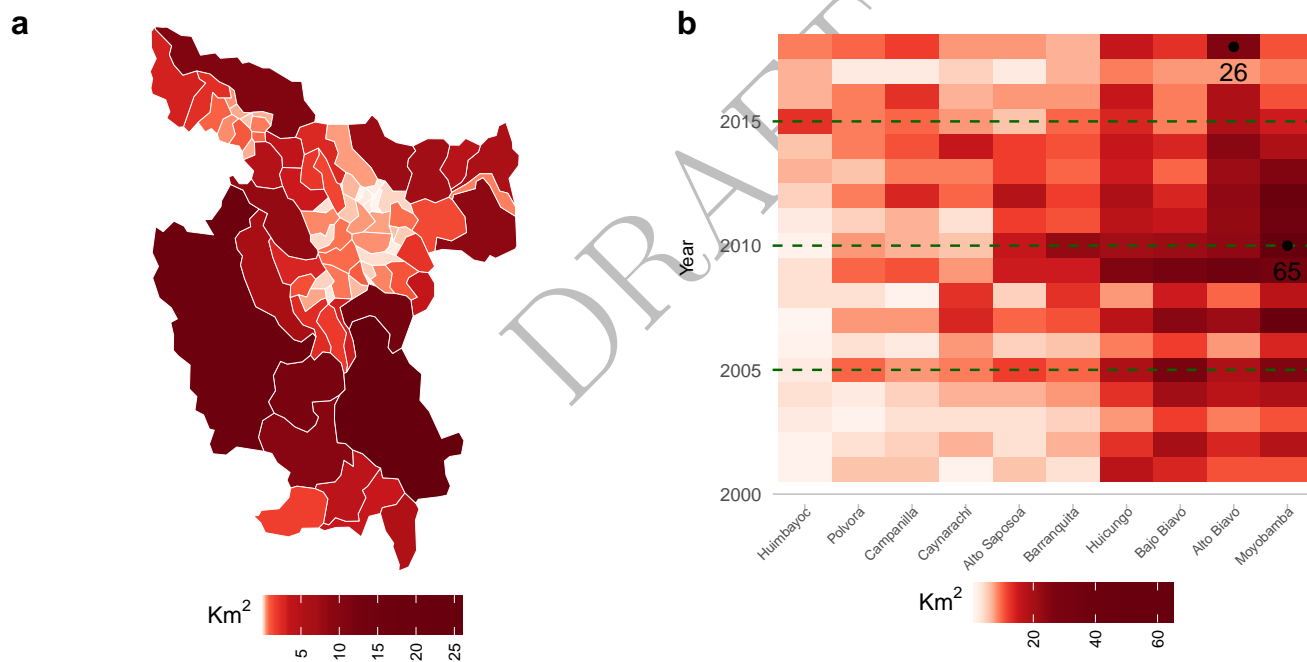 a
Km2
5
10
15
20
25
DRAFT
b
Year
2015
2010
2005
2000
26
65
Huimbayoc
Polvora
Campanilla
Caynarachi
Alto Saposoa
Barranquita
Huicungo
Bajo Biavo
Alto Biavo
Moyobamba
Km2
20
40
60